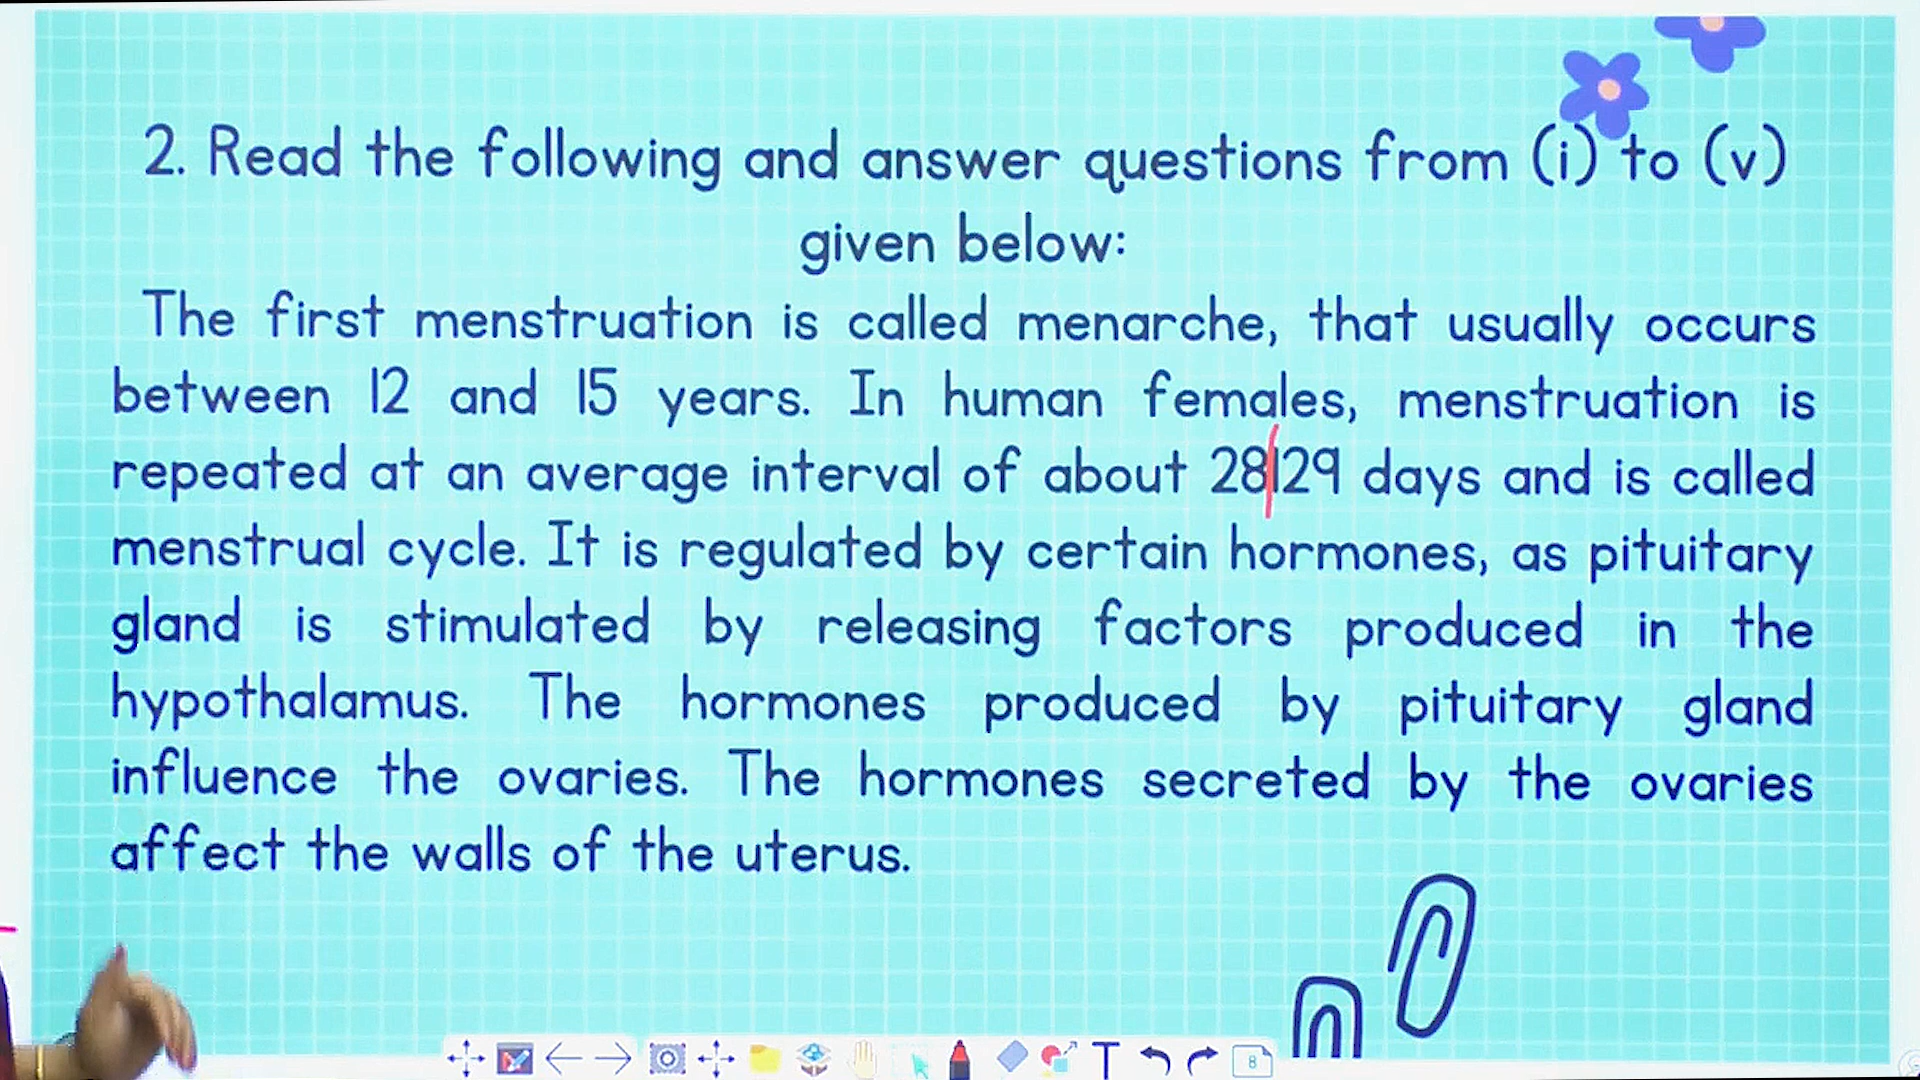 2. Read the following and answer questions from (i) to (v)
given below:
The first menstruation is called menarche, that usually occurs
between 12 and 15 years. In human females, menstruation is
repeated at an average interval of about 28|29 days and is called
menstrual cycle. It is regulated by certain hormones, as pituitary
gland is stimulated by releasing factors produced in the
hypothalamus. The hormones produced by pituitary gland
influence the ovaries. The hormones secreted by the ovaries
affect the walls of the uterus.
T 8